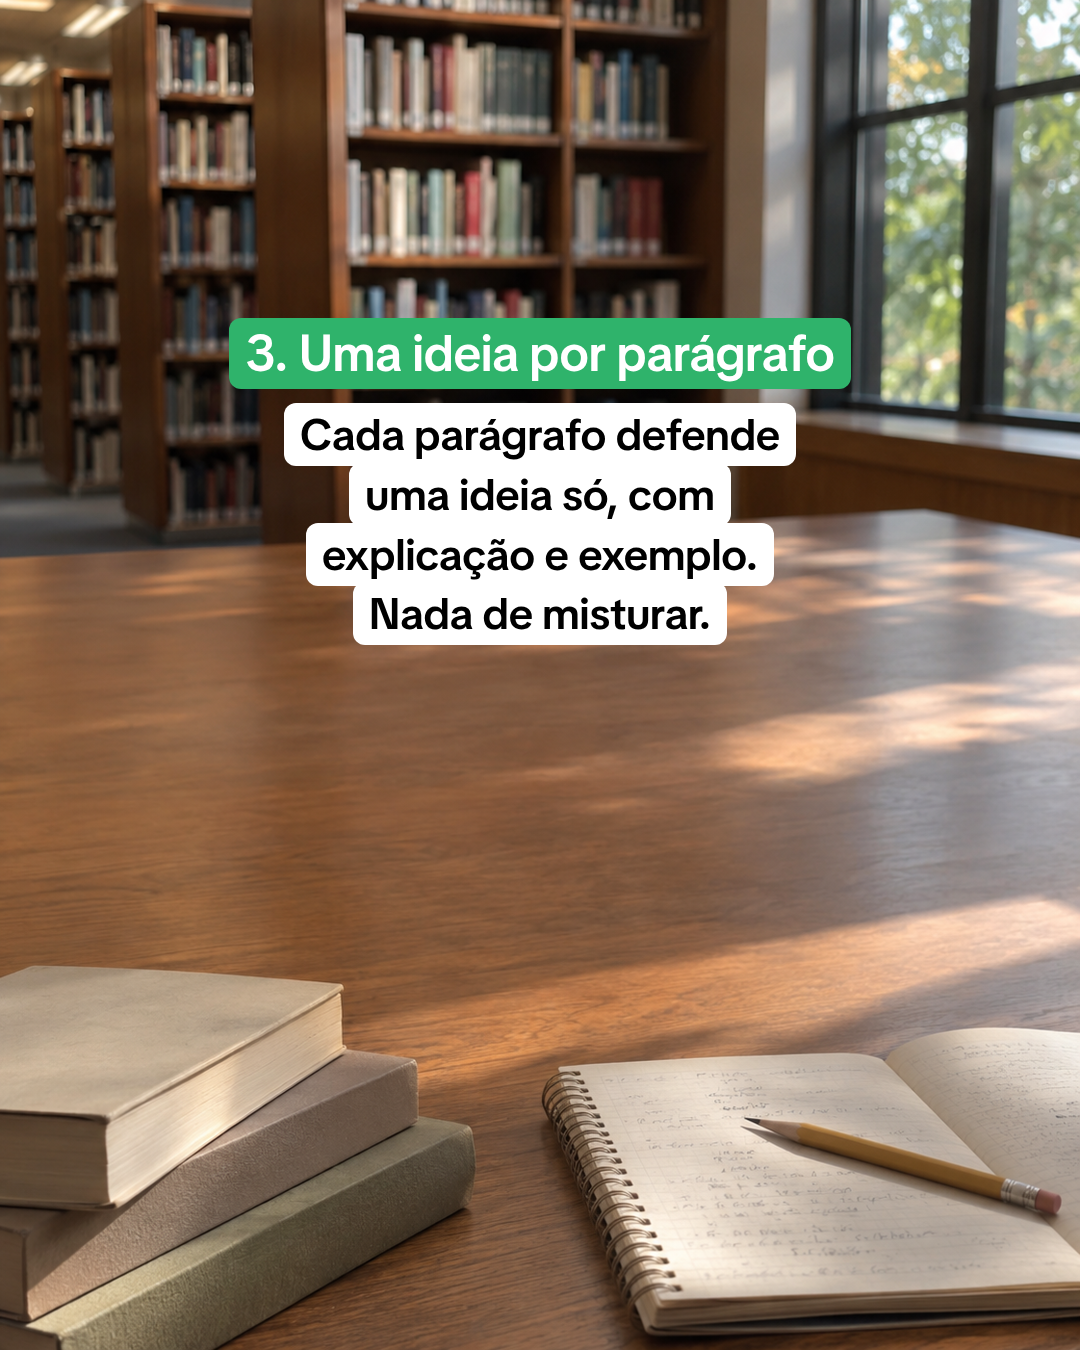 3. Uma ideia por parágrafo
Cada parágrafo defende
uma ideia só, com
explicação e exemplo.
Nada de misturar.